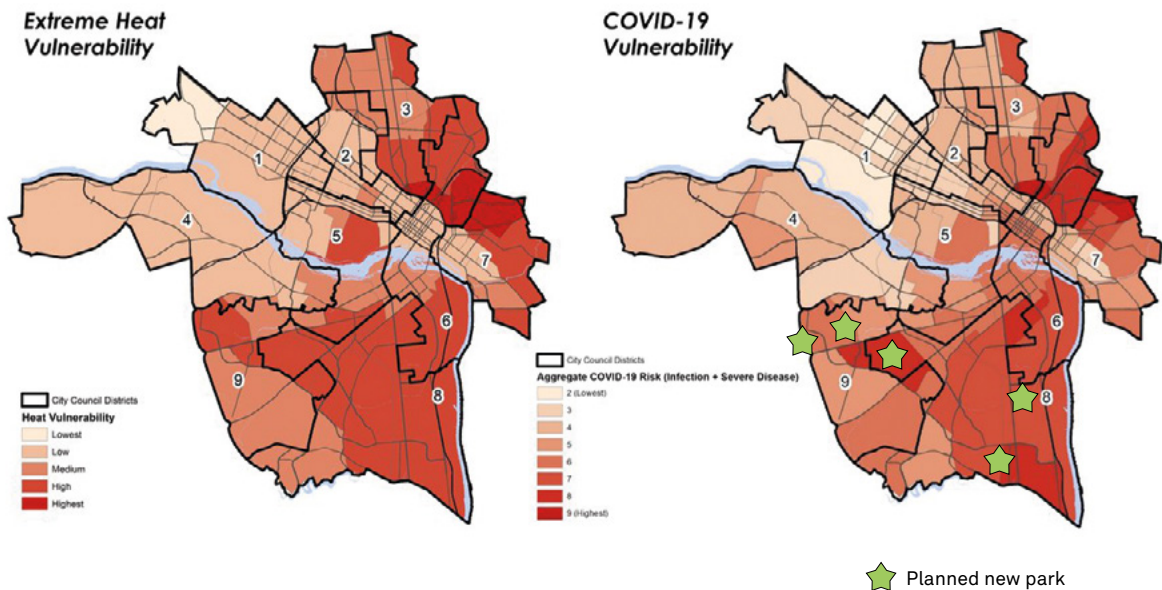 Extreme Heat
Vulnerability
3
1
2
4
5
7
6
9
8
City Council Districts
Heat Vulnerability
Lowest
Low
Medium
High
Highest
COVID-19
Vulnerability
3
1
2
4
5
7
6
9
8
City Council Districts
Aggregate COVID-19 Risk (Infection + Severe Disease)
2 (Lowest)
3
4
5
6
7
8
9 (Highest)
Planned new park